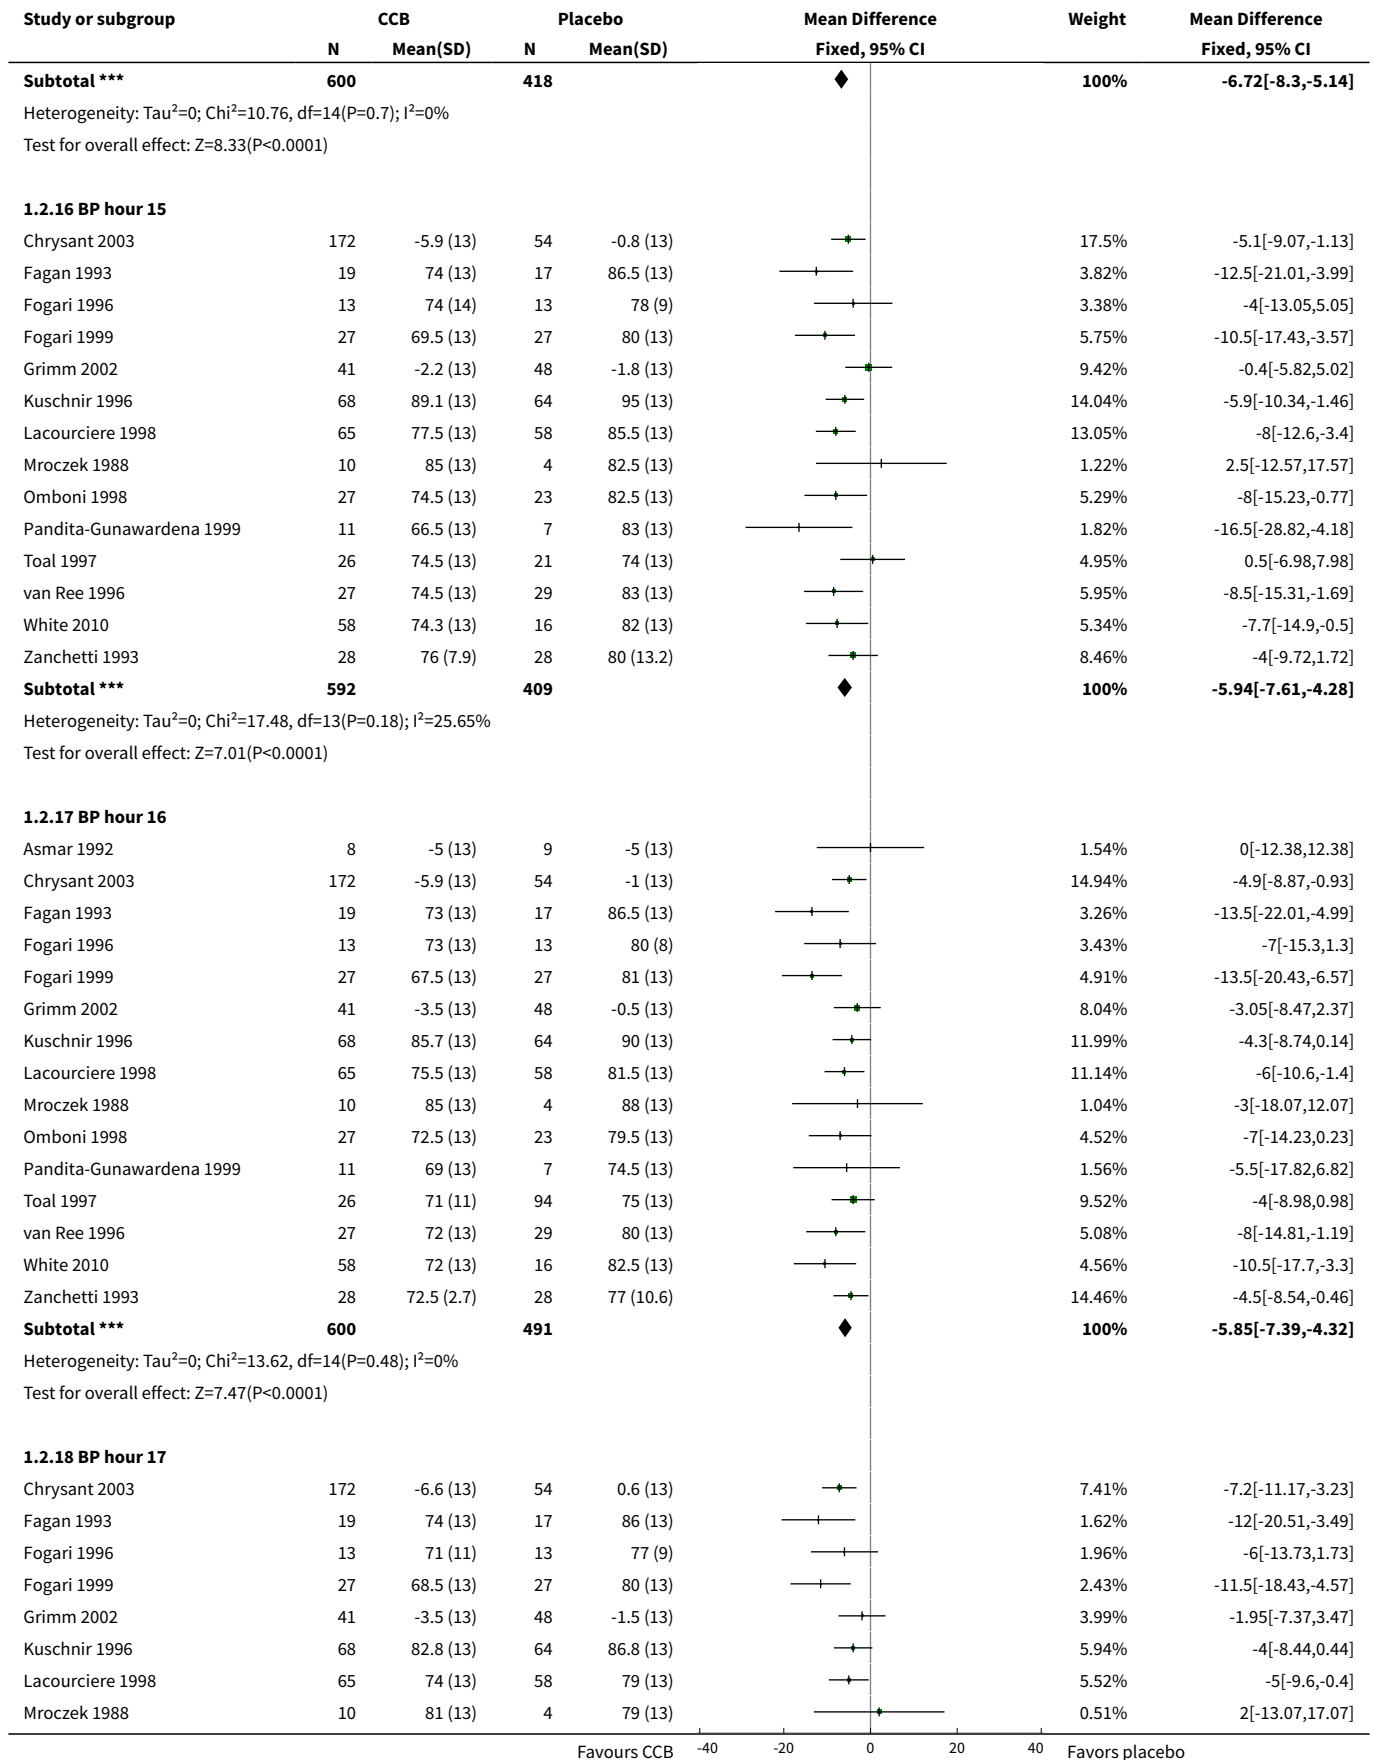 Study or subgroup CCB Placebo Mean Difference Weight Mean Difference
N Mean(SD) N Mean(SD) Fixed, 95% CI Fixed, 95% CI
Subtotal *** 600 418 100% -6.72[-8.3,-5.14]
Heterogeneity: Tau²=0; Chi²=10.76, df=14(P=0.7); I²=0%
Test for overall effect: Z=8.33(P<0.0001)
1.2.16 BP hour 15
Chrysant 2003 172 -5.9 (13) 54 -0.8 (13) 17.5% -5.1[-9.07,-1.13]
Fagan 1993 19 74 (13) 17 86.5 (13) 3.82% -12.5[-21.01,-3.99]
Fogari 1996 13 74 (14) 13 78 (9) 3.38% -4[-13.05,5.05]
Fogari 1999 27 69.5 (13) 27 80 (13) 5.75% -10.5[-17.43,-3.57]
Grimm 2002 41 -2.2 (13) 48 -1.8 (13) 9.42% -0.4[-5.82,5.02]
Kuschnir 1996 68 89.1 (13) 64 95 (13) 14.04% -5.9[-10.34,-1.46]
Lacourciere 1998 65 77.5 (13) 58 85.5 (13) 13.05% -8[-12.6,-3.4]
Mroczek 1988 10 85 (13) 4 82.5 (13) 1.22% 2.5[-12.57,17.57]
Omboni 1998 27 74.5 (13) 23 82.5 (13) 5.29% -8[-15.23,-0.77]
Pandita-Gunawardena 1999 11 66.5 (13) 7 83 (13) 1.82% -16.5[-28.82,-4.18]
Toal 1997 26 74.5 (13) 21 74 (13) 4.95% 0.5[-6.98,7.98]
van Ree 1996 27 74.5 (13) 29 83 (13) 5.95% -8.5[-15.31,-1.69]
White 2010 58 74.3 (13) 16 82 (13) 5.34% -7.7[-14.9,-0.5]
Zanchetti 1993 28 76 (7.9) 28 80 (13.2) 8.46% -4[-9.72,1.72]
Subtotal *** 592 409 100% -5.94[-7.61,-4.28]
Heterogeneity: Tau²=0; Chi²=17.48, df=13(P=0.18); I²=25.65%
Test for overall effect: Z=7.01(P<0.0001)
1.2.17 BP hour 16
Asmar 1992 8 -5 (13) 9 -5 (13) 1.54% 0[-12.38,12.38]
Chrysant 2003 172 -5.9 (13) 54 -1 (13) 14.94% -4.9[-8.87,-0.93]
Fagan 1993 19 73 (13) 17 86.5 (13) 3.26% -13.5[-22.01,-4.99]
Fogari 1996 13 73 (13) 13 80 (8) 3.43% -7[-15.3,1.3]
Fogari 1999 27 67.5 (13) 27 81 (13) 4.91% -13.5[-20.43,-6.57]
Grimm 2002 41 -3.5 (13) 48 -0.5 (13) 8.04% -3.05[-8.47,2.37]
Kuschnir 1996 68 85.7 (13) 64 90 (13) 11.99% -4.3[-8.74,0.14]
Lacourciere 1998 65 75.5 (13) 58 81.5 (13) 11.14% -6[-10.6,-1.4]
Mroczek 1988 10 85 (13) 4 88 (13) 1.04% -3[-18.07,12.07]
Omboni 1998 27 72.5 (13) 23 79.5 (13) 4.52% -7[-14.23,0.23]
Pandita-Gunawardena 1999 11 69 (13) 7 74.5 (13) 1.56% -5.5[-17.82,6.82]
Toal 1997 26 71 (11) 94 75 (13) 9.52% -4[-8.98,0.98]
van Ree 1996 27 72 (13) 29 80 (13) 5.08% -8[-14.81,-1.19]
White 2010 58 72 (13) 16 82.5 (13) 4.56% -10.5[-17.7,-3.3]
Zanchetti 1993 28 72.5 (2.7) 28 77 (10.6) 14.46% -4.5[-8.54,-0.46]
Subtotal *** 600 491 100% -5.85[-7.39,-4.32]
Heterogeneity: Tau²=0; Chi²=13.62, df=14(P=0.48); I²=0%
Test for overall effect: Z=7.47(P<0.0001)
1.2.18 BP hour 17
Chrysant 2003 172 -6.6 (13) 54 0.6 (13) 7.41% -7.2[-11.17,-3.23]
Fagan 1993 19 74 (13) 17 86 (13) 1.62% -12[-20.51,-3.49]
Fogari 1996 13 71 (11) 13 77 (9) 1.96% -6[-13.73,1.73]
Fogari 1999 27 68.5 (13) 27 80 (13) 2.43% -11.5[-18.43,-4.57]
Grimm 2002 41 -3.5 (13) 48 -1.5 (13) 3.99% -1.95[-7.37,3.47]
Kuschnir 1996 68 82.8 (13) 64 86.8 (13) 5.94% -4[-8.44,0.44]
Lacourciere 1998 65 74 (13) 58 79 (13) 5.52% -5[-9.6,-0.4]
Mroczek 1988 10 81 (13) 4 79 (13) 0.51% 2[-13.07,17.07]
Favours CCB -40 -20 0 20 40 Favors placebo